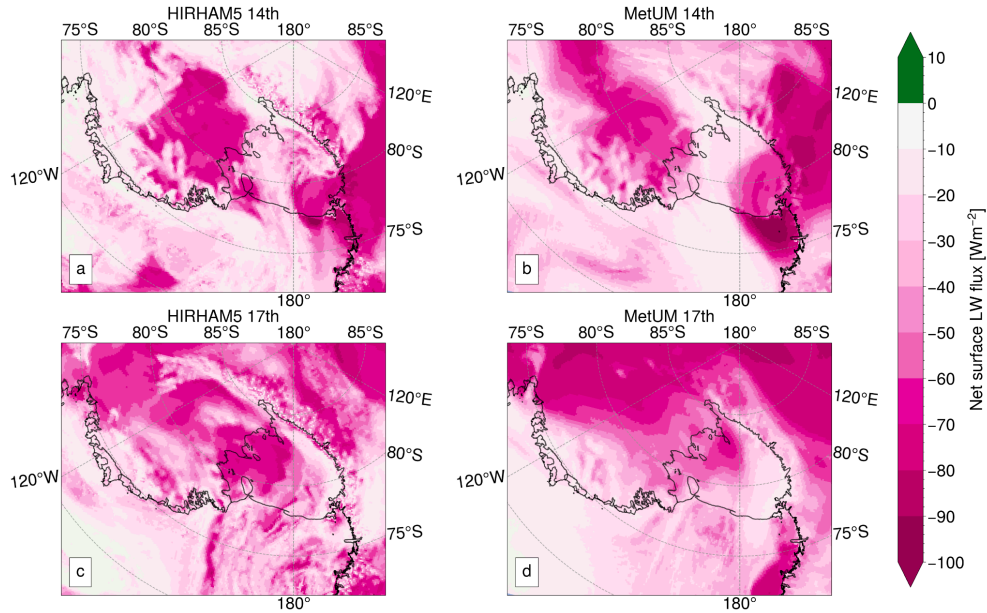 HIRHAM5 14th
MetUM 14th
75°S 80°S 85°S 180° 85°S
75°S 80°S 85°S 180° 85°S
120°E
80°S
75°S
120°W
180°
a
120°E
80°S
75°S
120°W
180°
b
HIRHAM5 17th
MetUM 17th
75°S 80°S 85°S 180° 85°S
75°S 80°S 85°S 180° 85°S
120°E
80°S
75°S
120°W
180°
c
120°E
80°S
75°S
120°W
180°
d
10
0
−10
−20
−30
−40
−50
−60
−70
−80
−90
−100
Net surface LW flux [Wm⁻²]